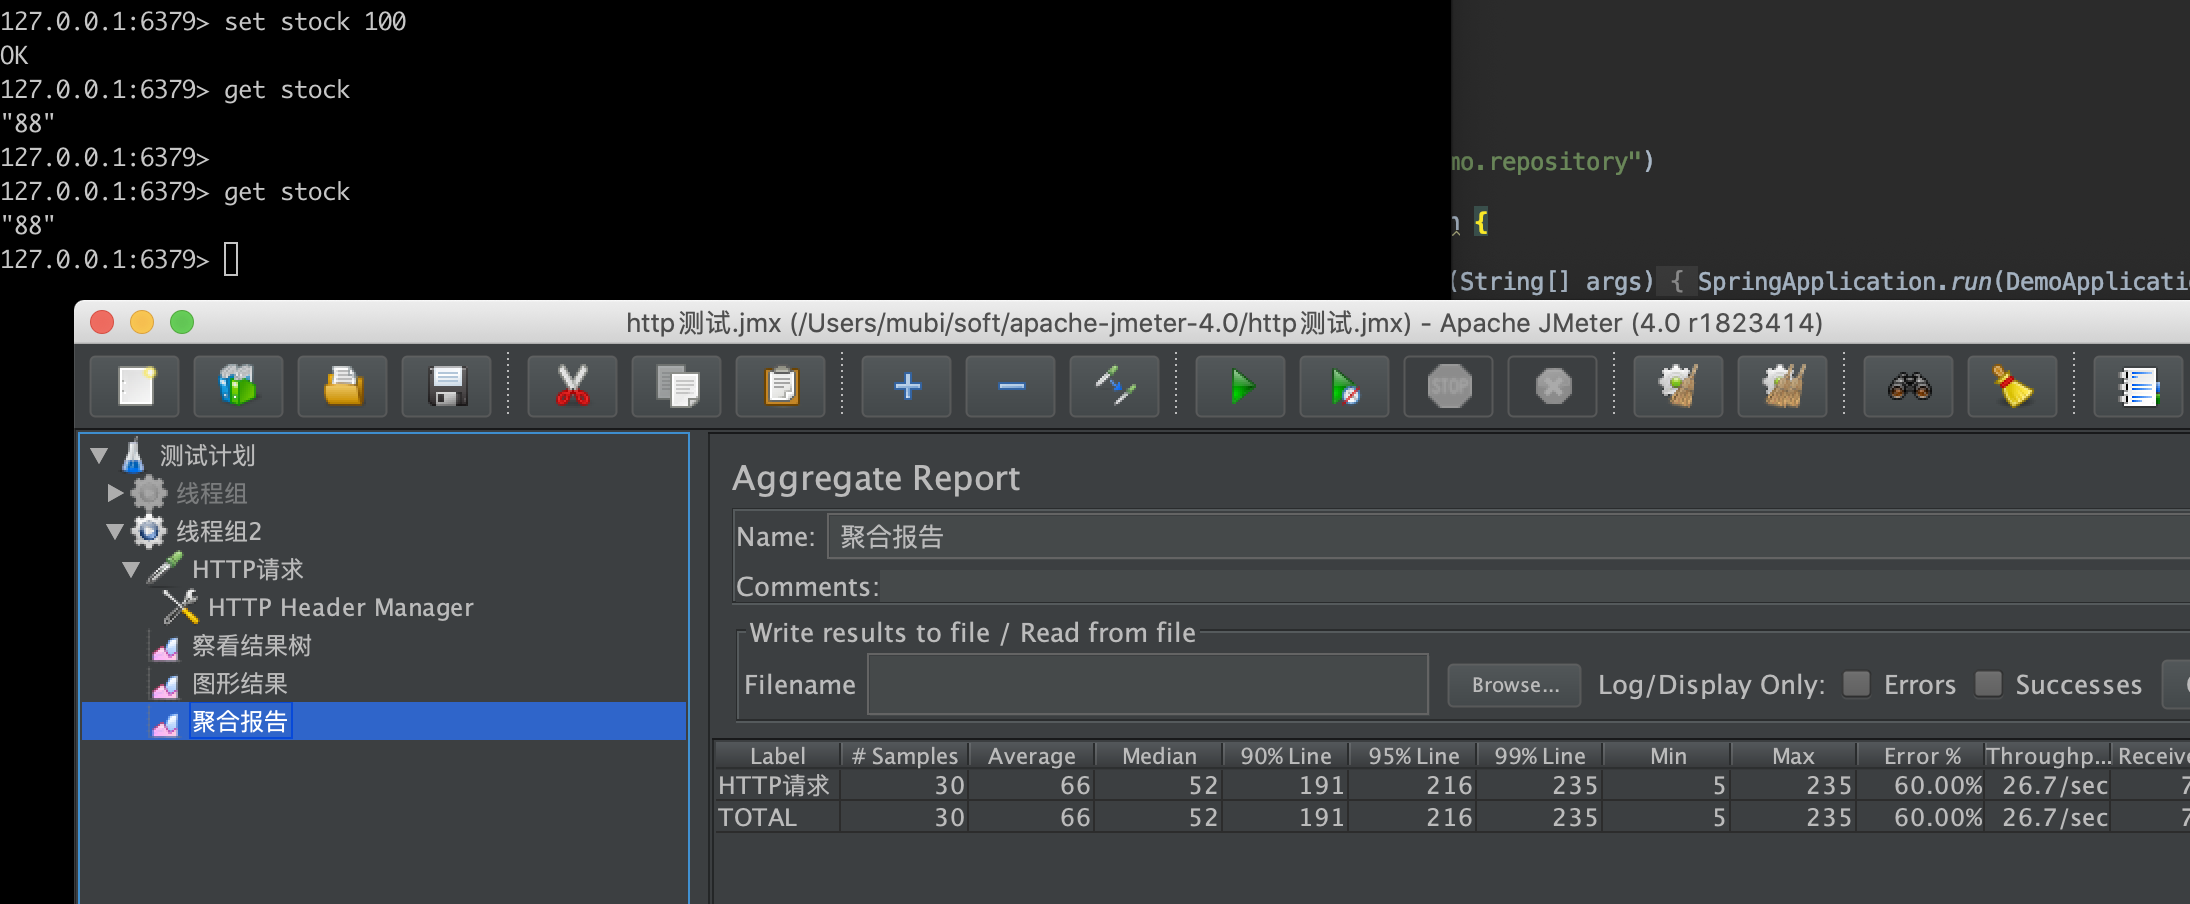 127.0.0.1:6379> set stock 100
OK
127.0.0.1:6379> get stock
"88"
127.0.0.1:6379>
127.0.0.1:6379> get stock
"88"
127.0.0.1:6379>
mo.repository")
{
(String[] args) { SpringApplication.run(DemoApplicati
http测试.jmx (/Users/mubi/soft/apache-jmeter-4.0/http测试.jmx) - Apache JMeter (4.0 r1823414)
STOP
测试计划
线程组
线程组2
HTTP请求
HTTP Header Manager
察看结果树
图形结果
聚合报告
Aggregate Report
Name: 聚合报告
Comments:
Write results to file / Read from file
Filename Browse... Log/Display Only: Errors Successes
Label # Samples Average Median 90% Line 95% Line 99% Line Min Max Error % Throughp... Receive
HTTP请求 30 66 52 191 216 235 5 235 60.00% 26.7/sec 7
TOTAL 30 66 52 191 216 235 5 235 60.00% 26.7/sec 7